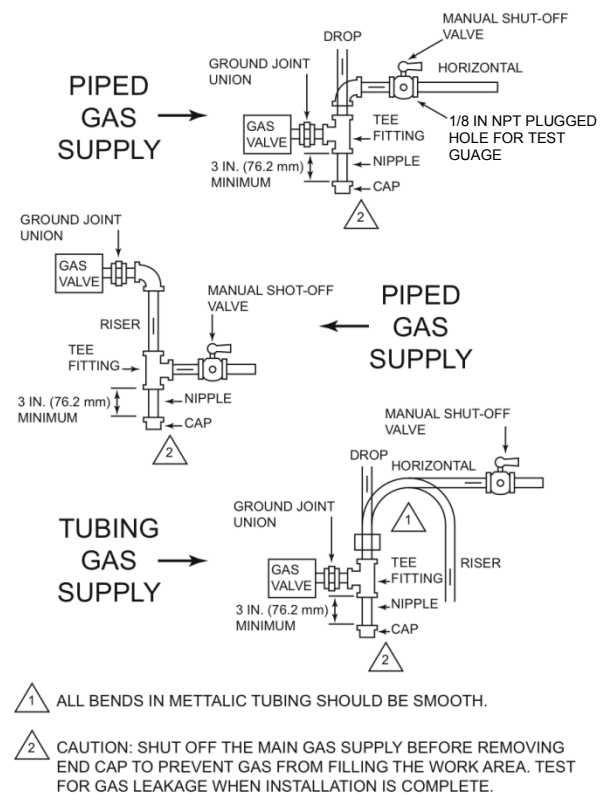 MANUAL SHUT-OFF
VALVE
DROP
GROUND JOINT
UNION
HORIZONTAL
PIPED
GAS
SUPPLY
GAS
VALVE
TEE
FITTING
1/8 IN NPT PLUGGED
HOLE FOR TEST
GUAGE
3 IN. (76.2 mm)
MINIMUM
NIPPLE
CAP
2
GROUND JOINT
UNION
GAS
VALVE
MANUAL SHOT-OFF
VALVE
RISER
PIPED
GAS
SUPPLY
TEE
FITTING
3 IN. (76.2 mm)
MINIMUM
NIPPLE
CAP
2
MANUAL SHUT-OFF
VALVE
DROP
HORIZONTAL
GROUND JOINT
UNION
1
TUBING
GAS
SUPPLY
GAS
VALVE
TEE
FITTING
RISER
3 IN. (76.2 mm)
MINIMUM
NIPPLE
CAP
2
1 ALL BENDS IN METTALIC TUBING SHOULD BE SMOOTH.
2 CAUTION: SHUT OFF THE MAIN GAS SUPPLY BEFORE REMOVING
END CAP TO PREVENT GAS FROM FILLING THE WORK AREA. TEST
FOR GAS LEAKAGE WHEN INSTALLATION IS COMPLETE.